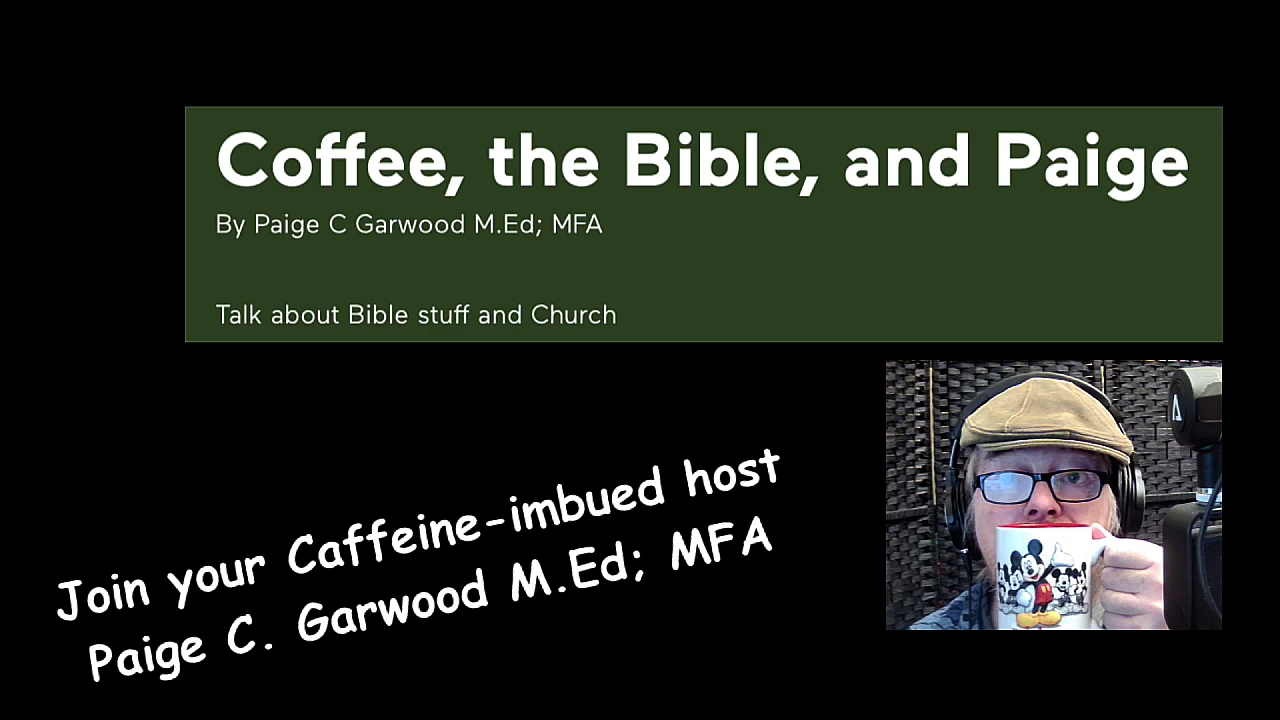 Coffee, the Bible, and Paige
By Paige C Garwood M.Ed; MFA
Talk about Bible stuff and Church
Join your Caffeine-imbued host
Paige C. Garwood M.Ed; MFA